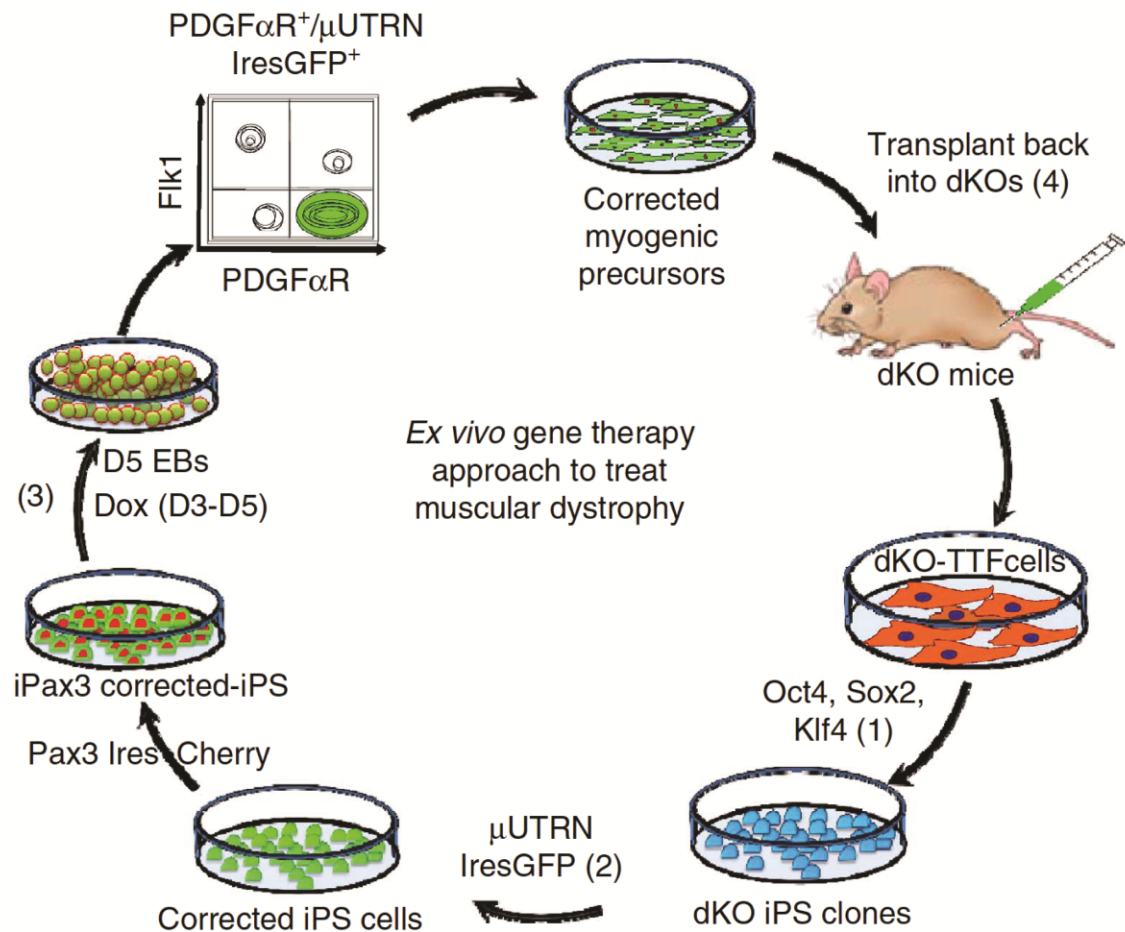 PDGFαR⁺/μUTRN
IresGFP⁺
Flk1
PDGFαR
Corrected
myogenic
precursors
Transplant back
into dKOs (4)
dKO mice
dKO-TTFcells
Oct4, Sox2,
Klf4 (1)
dKO iPS clones
μUTRN
IresGFP (2)
Corrected iPS cells
Pax3 Ires Cherry
iPax3 corrected-iPS
(3)
D5 EBs
Dox (D3-D5)
Ex vivo gene therapy
approach to treat
muscular dystrophy